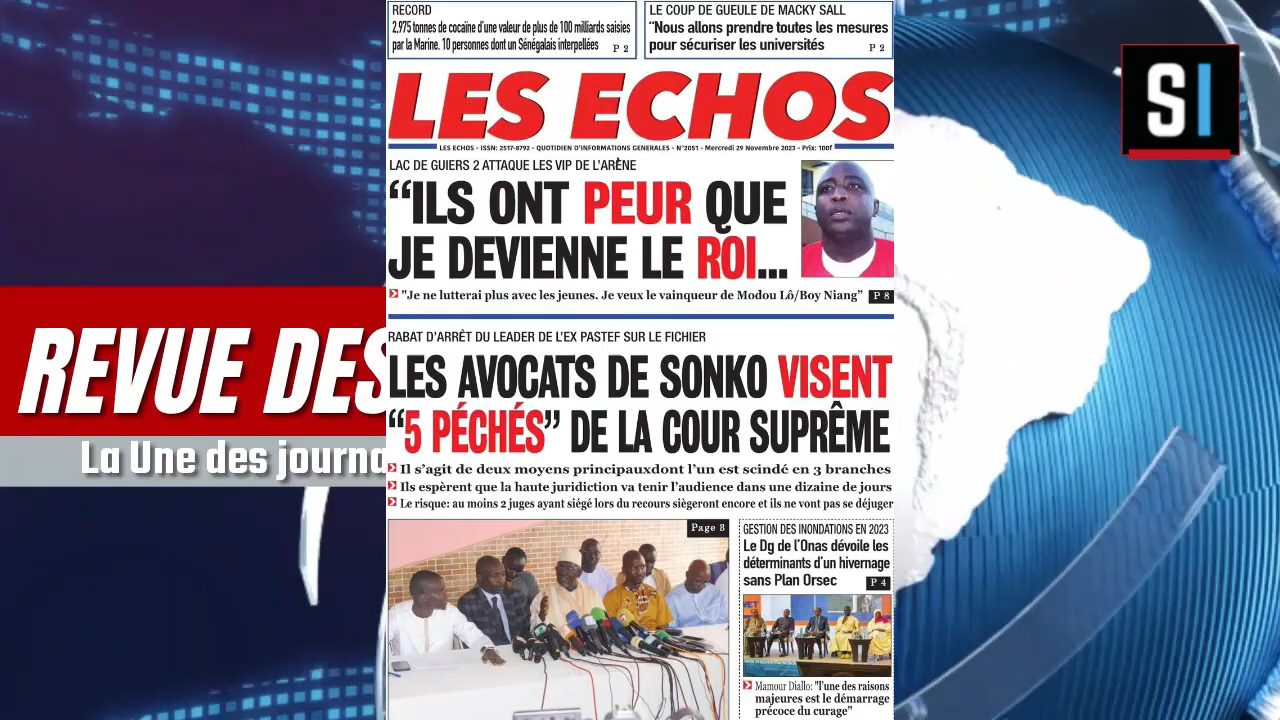 RECORD
2,975 tonnes de cocaïne d'une valeur de plus de 100 milliards saisies
par la Marine. 10 personnes dont un Sénégalais interpellées P 2
LE COUP DE GUEULE DE MACKY SALL
“Nous allons prendre toutes les mesures
pour sécuriser les universités P 2
SI
LES ECHOS
LES ECHOS - ISSN: 2517-8792 - QUOTIDIEN D'INFORMATIONS GENERALES - N°2051 - Mercredi 29 Novembre 2023 - Prix: 100f
LAC DE GUIERS 2 ATTAQUE LES VIP DE L'ARÈNE
“ILS ONT PEUR QUE
JE DEVIENNE LE ROI...
"Je ne lutterai plus avec les jeunes. Je veux le vainqueur de Modou Lô/Boy Niang” P 8
REVUE DES
La Une des journa
RABAT D'ARRÊT DU LEADER DE L'EX PASTEF SUR LE FICHIER
LES AVOCATS DE SONKO VISENT
“5 PÉCHÉS” DE LA COUR SUPRÊME
Il s'agit de deux moyens principauxdont l'un est scindé en 3 branches
Ils espèrent que la haute juridiction va tenir l'audience dans une dizaine de jours
Le risque: au moins 2 juges ayant siégé lors du recours siègeront encore et ils ne vont pas se déjuger
Page 3
GESTION DES INONDATIONS EN 2023
Le Dg de l'Onas dévoile les
déterminants d'un hivernage
sans Plan Orsec P 4
Mamour Diallo: "l'une des raisons
majeures est le démarrage
précoce du curage"